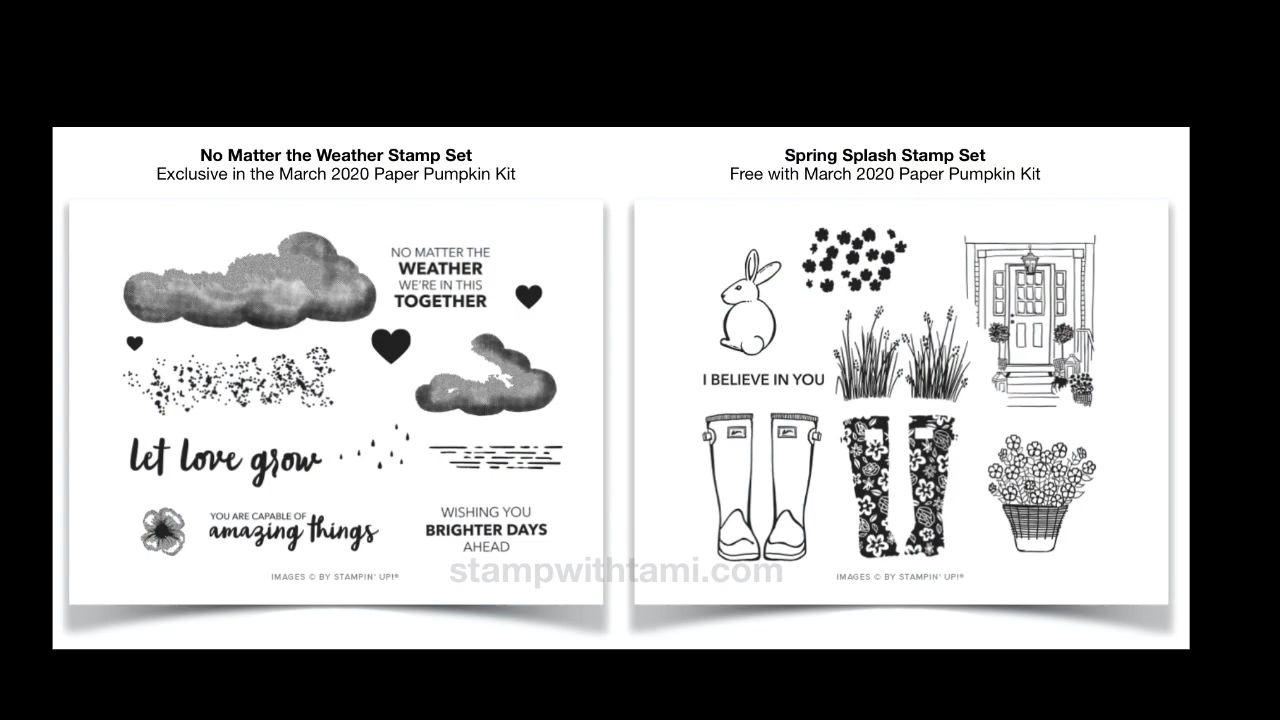 No Matter the Weather Stamp Set
Exclusive in the March 2020 Paper Pumpkin Kit
NO MATTER THE
WEATHER
WE'RE IN THIS
TOGETHER
let love grow
YOU ARE CAPABLE OF
amazing things
WISHING YOU
BRIGHTER DAYS
AHEAD
IMAGES © BY STAMPIN' UP!®
Spring Splash Stamp Set
Free with March 2020 Paper Pumpkin Kit
I BELIEVE IN YOU
IMAGES © BY STAMPIN' UP!®
stampwithtami.com